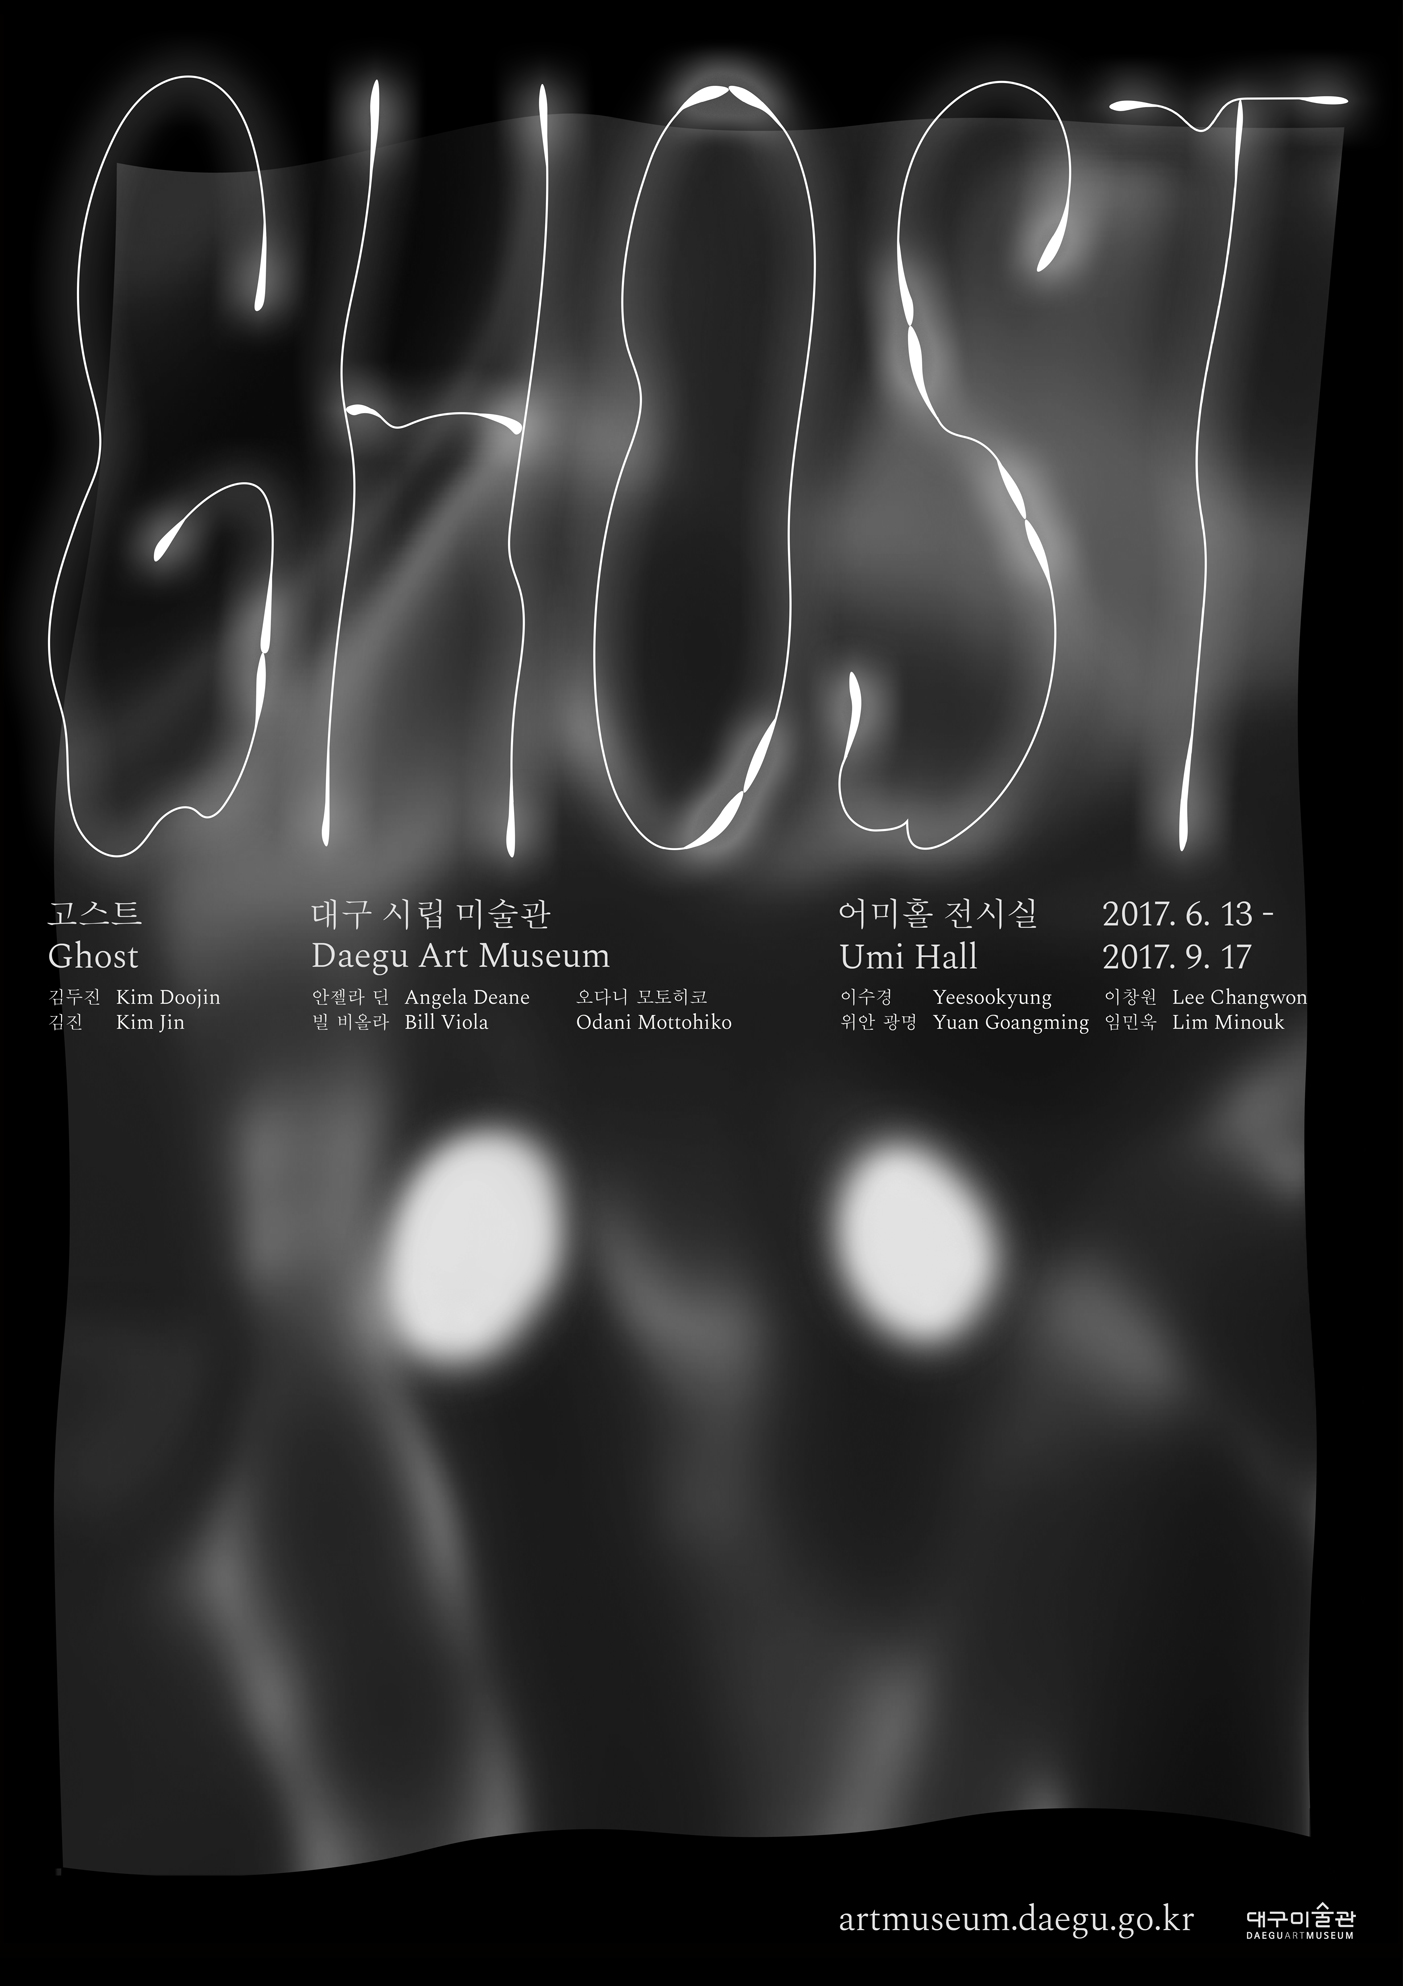 GHOST
고스트
Ghost
김두진 Kim Doojin
김진 Kim Jin
대구 시립 미술관
Daegu Art Museum
안젤라 딘 Angela Deane
빌 비올라 Bill Viola
오다니 모토히코
Odani Mottohiko
어미홀 전시실
Umi Hall
이수경 Yeesookyung
위안 광명 Yuan Goangming
2017. 6. 13 -
2017. 9. 17
이창원 Lee Changwon
임민욱 Lim Minouk
artmuseum.daegu.go.kr
대구미술관
DAEGUARTMUSEUM